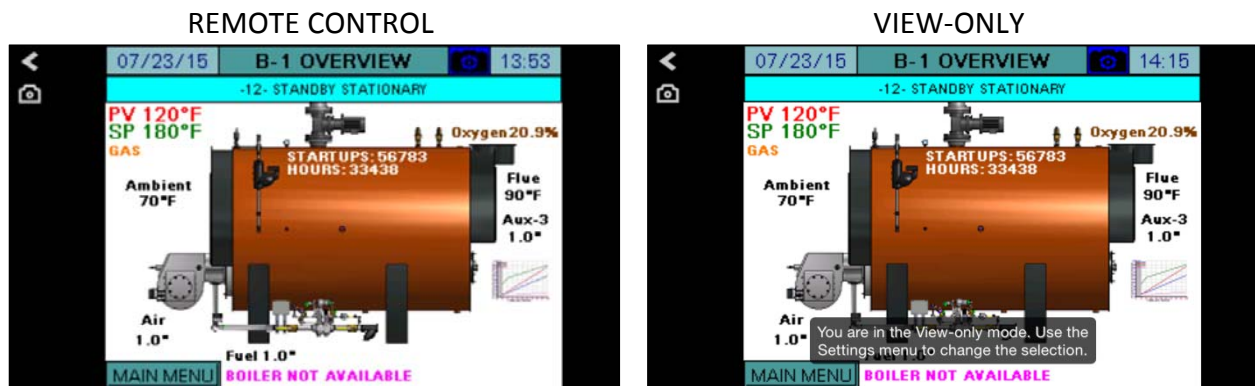 REMOTE CONTROL
07/23/15 B-1 OVERVIEW 13:53
-12- STANDBY STATIONARY
PV 120°F
SP 180°F
GAS
Oxygen 20.9%
STARTUPS: 56783
HOURS: 33438
Ambient
70°F
Flue
90°F
Aux-3
1.0"
Air
1.0"
Fuel 1.0"
MAIN MENU BOILER NOT AVAILABLE
VIEW-ONLY
07/23/15 B-1 OVERVIEW 14:15
-12- STANDBY STATIONARY
PV 120°F
SP 180°F
GAS
Oxygen 20.9%
STARTUPS: 56783
HOURS: 33438
Ambient
70°F
Flue
90°F
Aux-3
1.0"
Air
1.0"
You are in the View-only mode. Use the
Settings menu to change the selection.
MAIN MENU BOILER NOT AVAILABLE